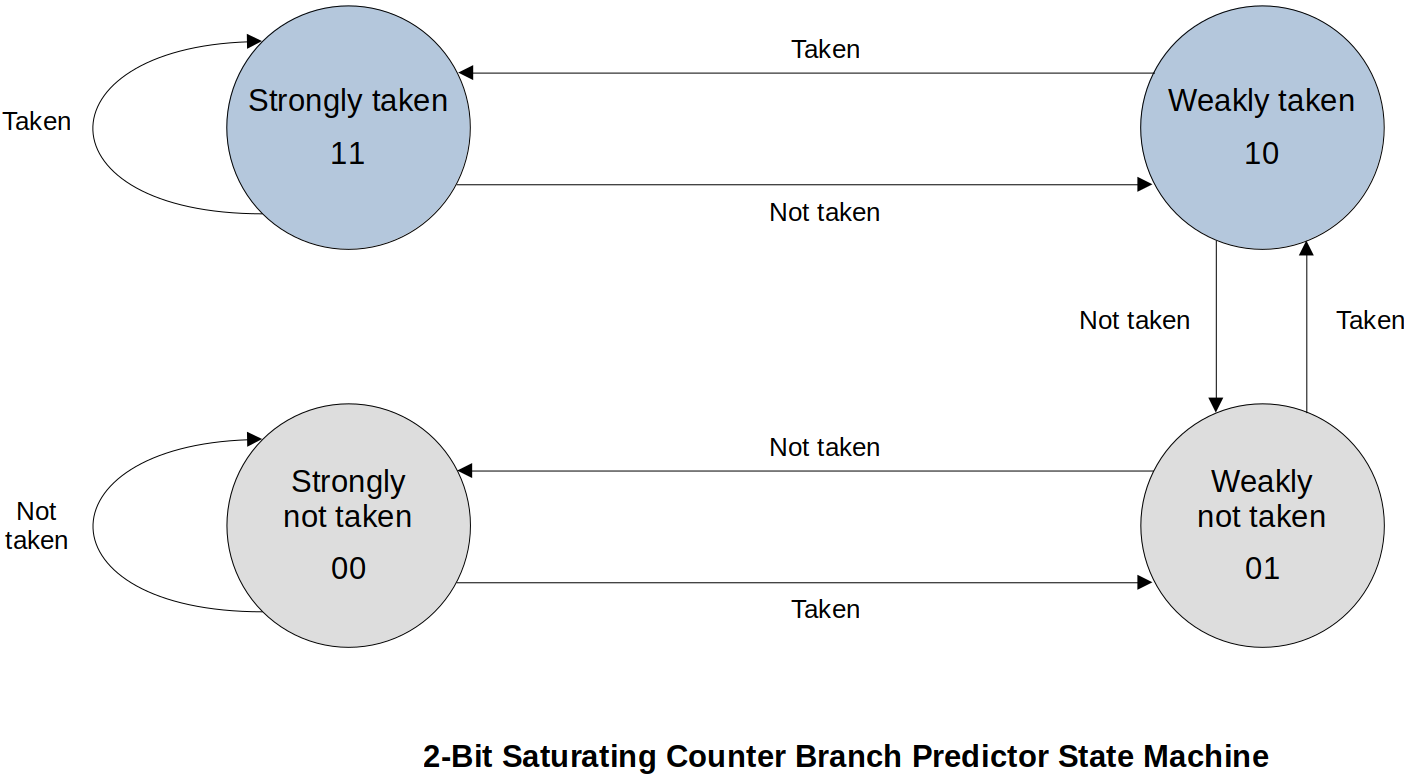 Taken
Strongly taken
11
Taken
Weakly taken
10
Not taken
Not taken
Taken
Not
taken
Strongly
not taken
00
Not taken
Weakly
not taken
01
Taken
2-Bit Saturating Counter Branch Predictor State Machine